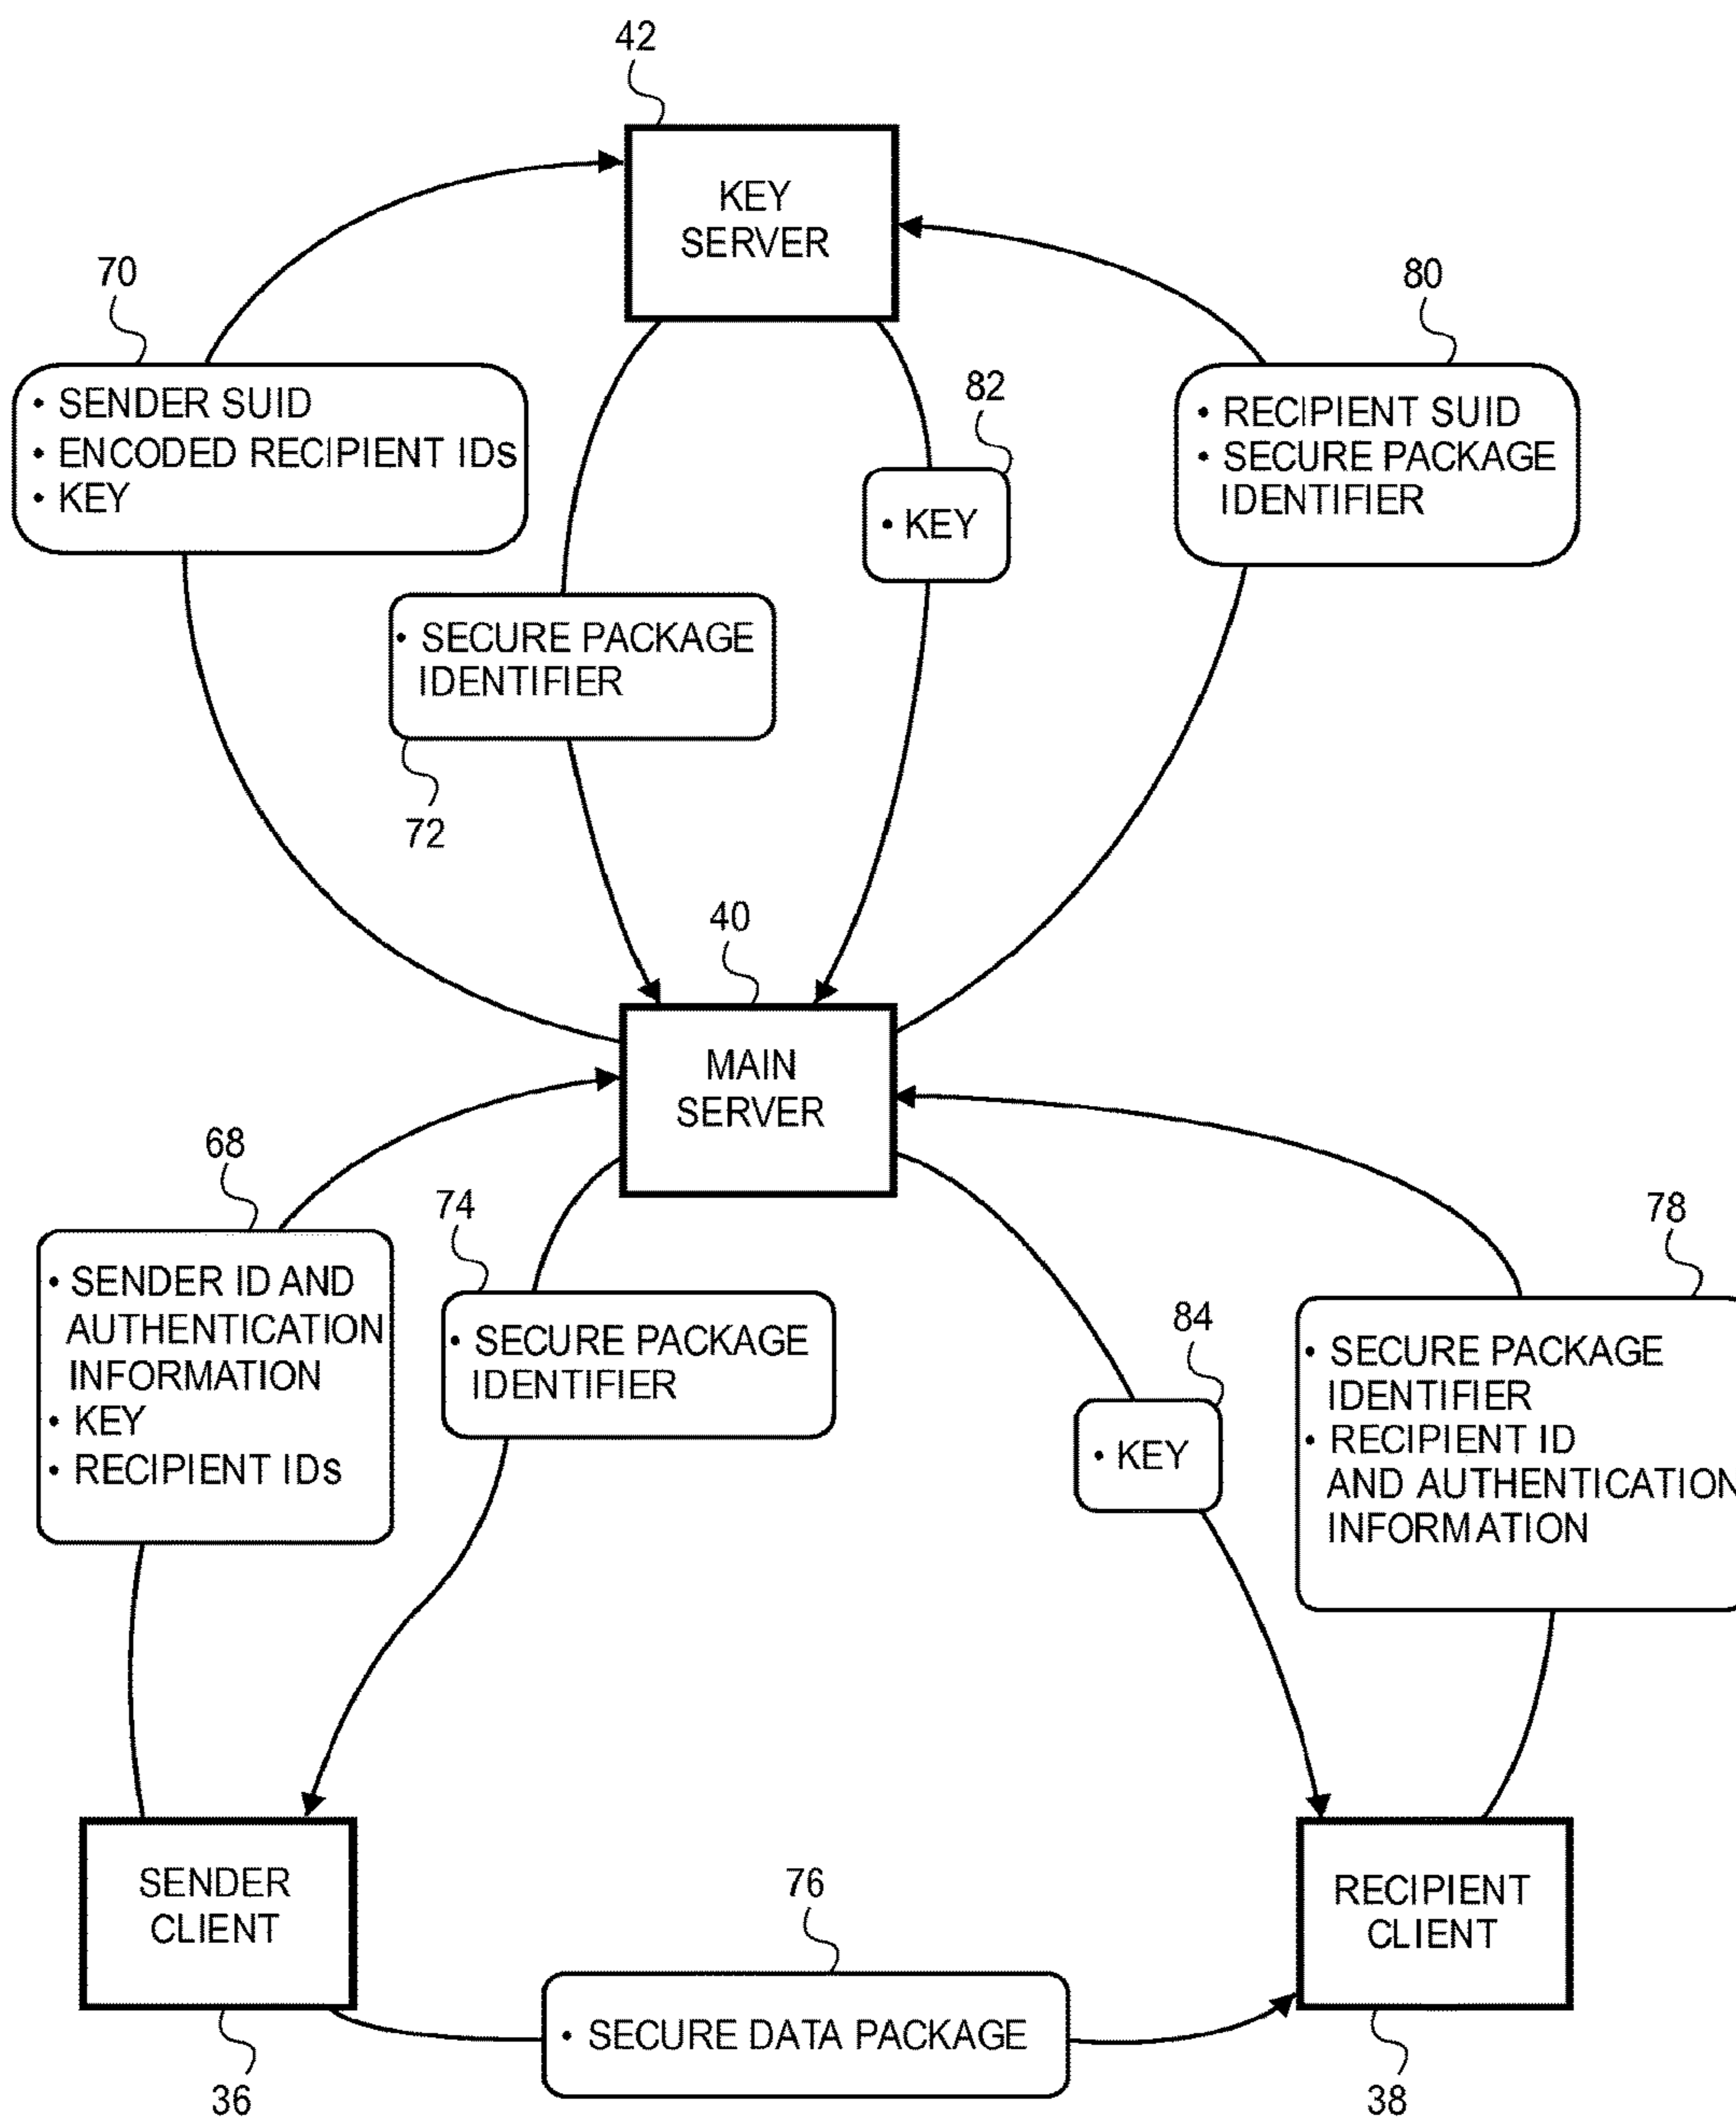 42
KEY
SERVER
70
80
• SENDER SUID
• ENCODED RECIPIENT IDs
• KEY
82
• RECIPIENT SUID
• SECURE PACKAGE
IDENTIFIER
• KEY
• SECURE PACKAGE
IDENTIFIER
72
40
MAIN
SERVER
68
74
78
• SENDER ID AND
AUTHENTICATION
INFORMATION
• KEY
• RECIPIENT IDs
• SECURE PACKAGE
IDENTIFIER
84
• KEY
• SECURE PACKAGE
IDENTIFIER
• RECIPIENT ID
AND AUTHENTICATION
INFORMATION
SENDER
CLIENT
76
RECIPIENT
CLIENT
• SECURE DATA PACKAGE
36
38